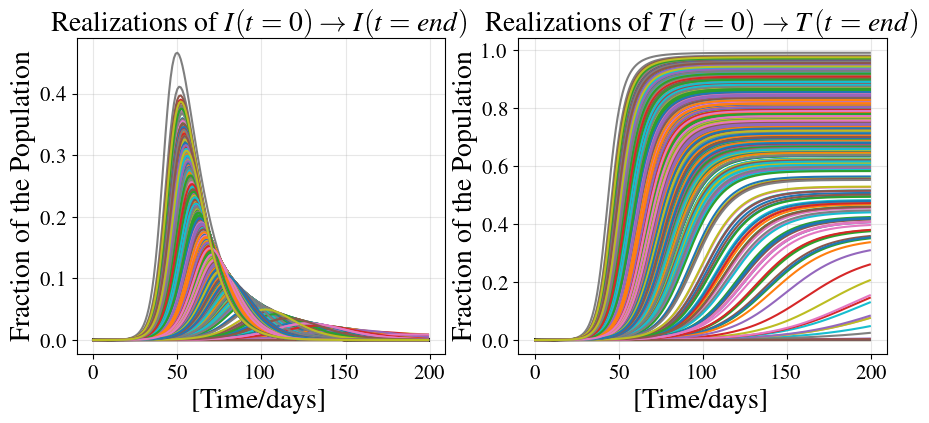 Realizations of I(t = 0) → I(t = end)
Fraction of the Population
0.4
0.3
0.2
0.1
0.0
0 50 100 150 200
[Time/days]
Realizations of T(t = 0) → T(t = end)
Fraction of the Population
1.0
0.8
0.6
0.4
0.2
0.0
0 50 100 150 200
[Time/days]